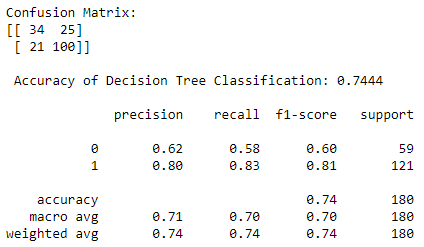 Confusion Matrix:
[[ 34  25]
 [ 21 100]]
Accuracy of Decision Tree Classification: 0.7444
precision    recall  f1-score   support
0       0.62      0.58      0.60        59
1       0.80      0.83      0.81       121
accuracy                           0.74       180
macro avg       0.71      0.70      0.70       180
weighted avg       0.74      0.74      0.74       180